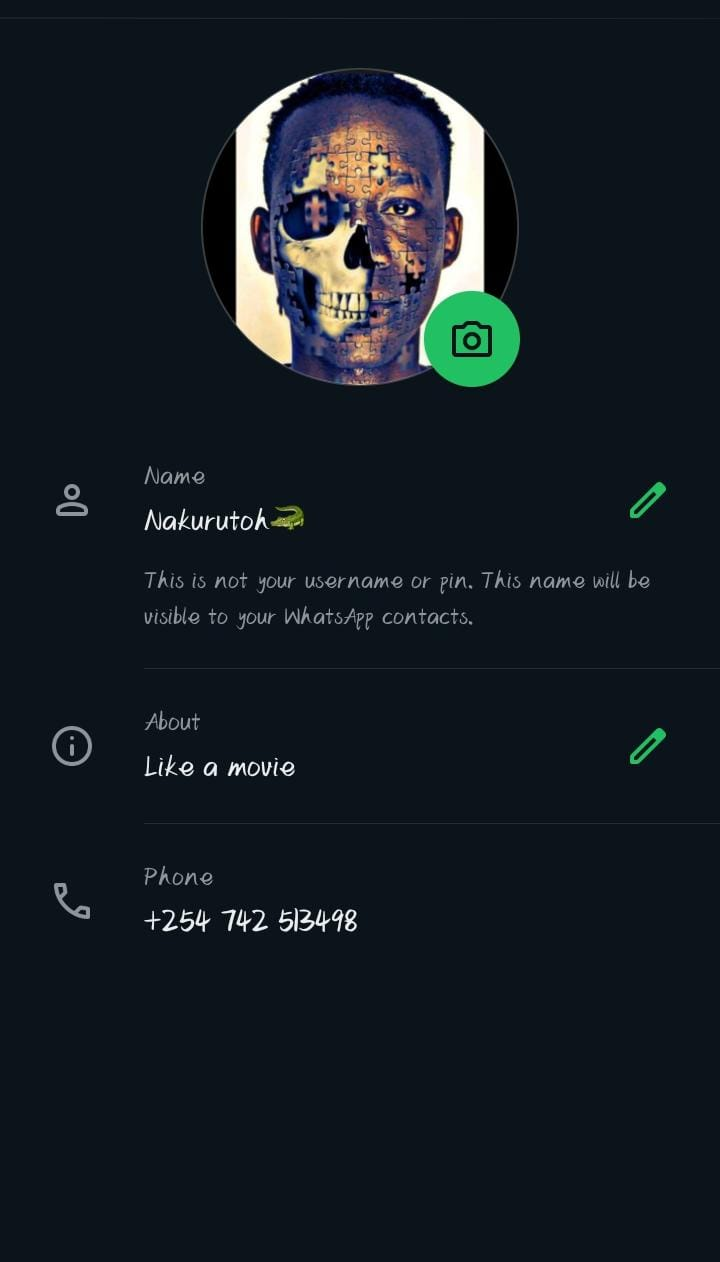 Name
Nakurutoh🐊
This is not your username or pin. This name will be
visible to your WhatsApp contacts.
About
Like a movie
Phone
+254 742 513498